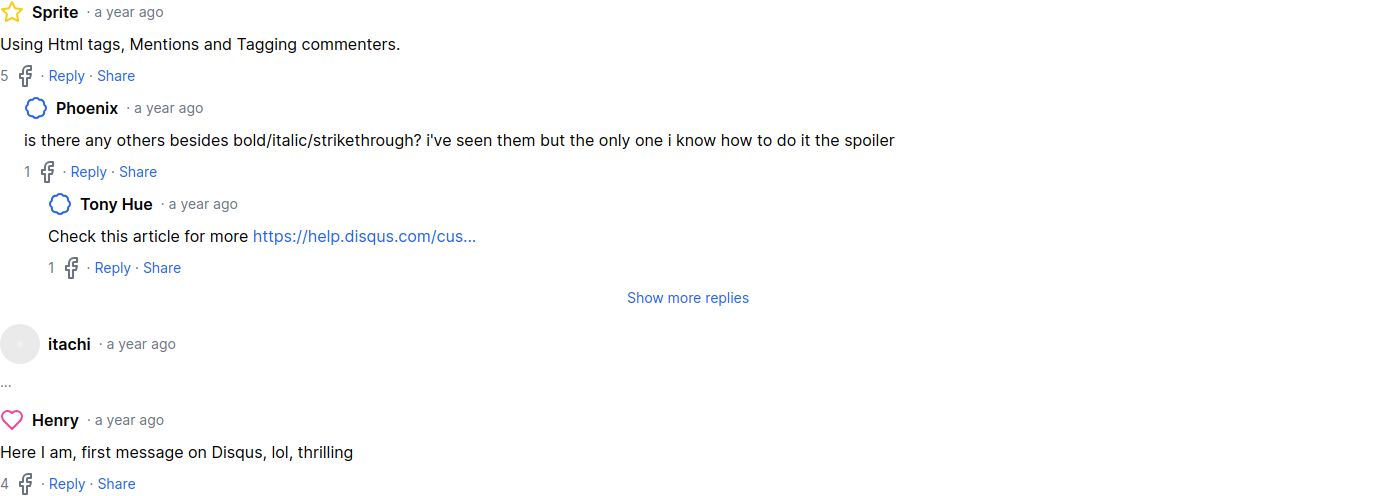 Sprite · a year ago
Using Html tags, Mentions and Tagging commenters.
5 · Reply · Share
Phoenix · a year ago
is there any others besides bold/italic/strikethrough? i've seen them but the only one i know how to do it the spoiler
1 · Reply · Share
Tony Hue · a year ago
Check this article for more https://help.disqus.com/cus...
1 · Reply · Share
Show more replies
itachi · a year ago
...
Henry · a year ago
Here I am, first message on Disqus, lol, thrilling
4 · Reply · Share